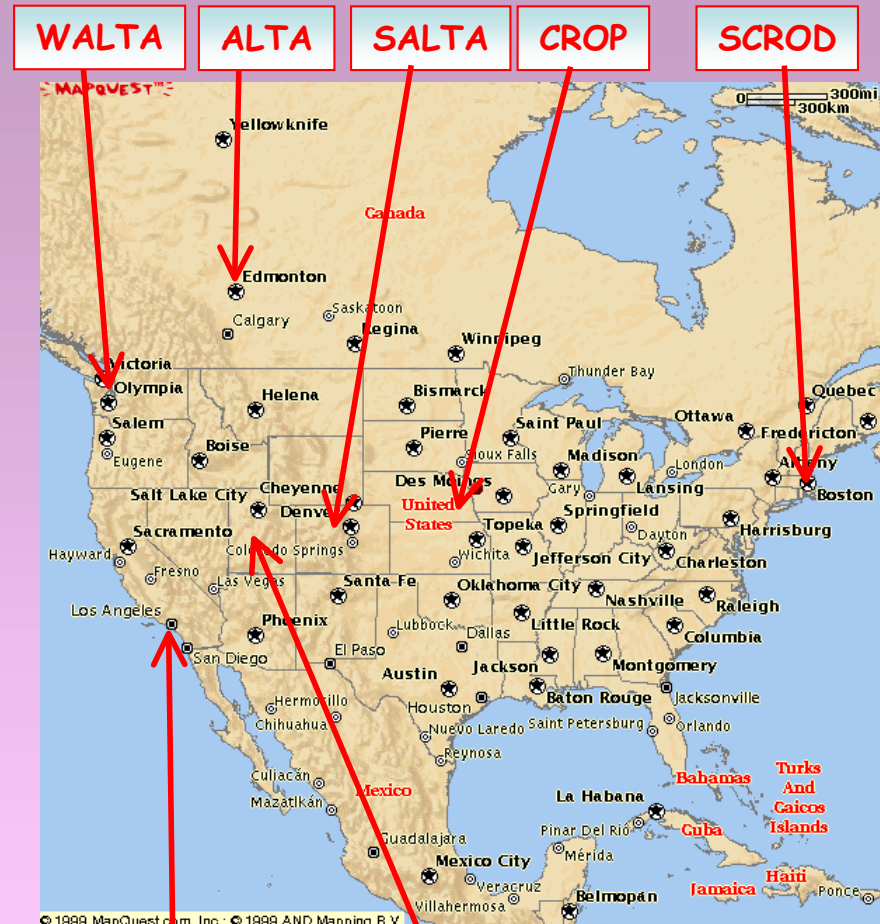 WALTA ALTA SALTA CROP SCROD
MAPQUEST™
0 300mi
300km
Yellowknife
Canada
Edmonton
Saskatoon
Calgary
Regina
Winnipeg
Victoria
Thunder Bay
Olympia
Helena
Bismarck
Quebec
Salem
Saint Paul
Ottawa
Pierre
Fredericton
Boise
Eugene
Sioux Falls
Madison
London
Albany
Des Moines
Cheyenne
Gary
Lansing
Boston
Salt Lake City
United
States
Denver
Springfield
Topeka
Sacramento
Dayton
Harrisburg
Hayward
Colorado Springs
Wichita
Jefferson City
Charleston
Fresno
Las Vegas
Santa Fe
Oklahoma City
Nashville
Raleigh
Los Angeles
Phoenix
Lubbock
Dallas
Little Rock
Columbia
San Diego
El Paso
Austin
Jackson
Montgomery
Hermosillo
Houston
Baton Rouge
Jacksonville
Chihuahua
Nuevo Laredo
Saint Petersburg
Orlando
Reynosa
Culiacán
Bahamas
Turks
And
Caicos
Islands
Mexico
La Habana
Mazatlkán
Pinar Del Rió
Cuba
Guadalajara
Mérida
Mexico City
Haiti
Veracruz
Jamaica
Ponce
Villahermosa
Belmopán
© 1999 MapQuest.com, Inc.; © 1999 AND Mapping B.V.